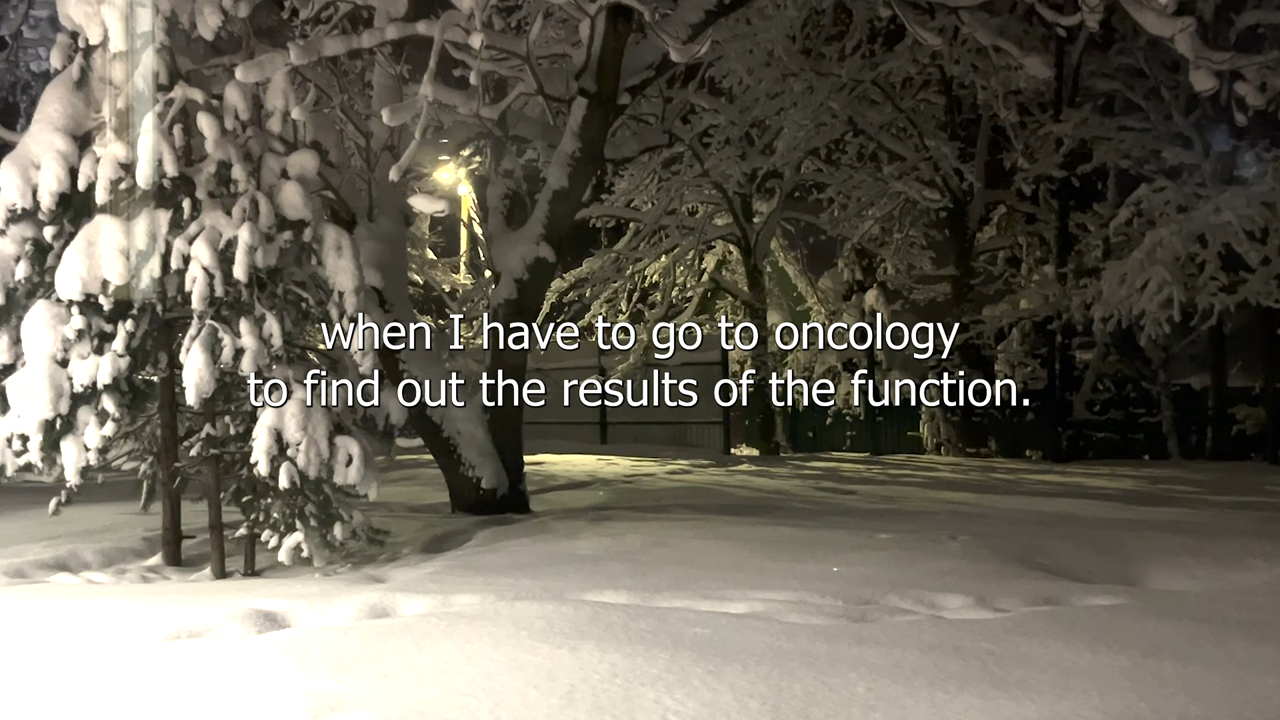 when I have to go to oncology
to find out the results of the function.